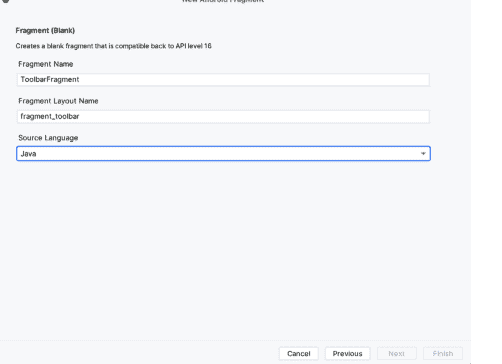 New Android Fragment
Fragment (Blank)
Creates a blank fragment that is compatible back to API level 16
Fragment Name
ToolbarFragment
Fragment Layout Name
fragment_toolbar
Source Language
Java
Cancel Previous Next Finish